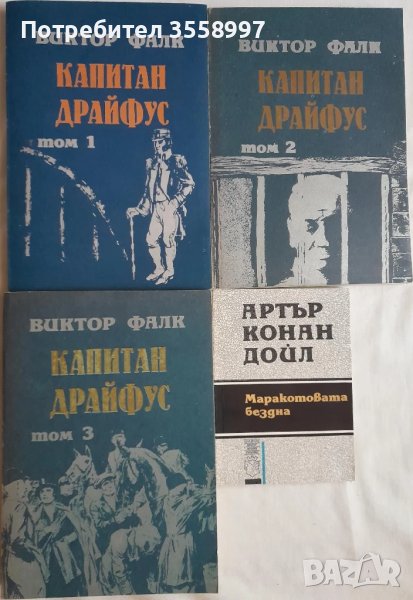 Потребител 3558997
ВИКТОР ФАЛК
КАПИТАН
ДРАЙФУС
том 1
ВИКТОР ФАЛК
КАПИТАН
ДРАЙФУС
том 2
ВИКТОР ФАЛК
КАПИТАН
ДРАЙФУС
том 3
АРТЪР
КОНАН
ДОЙЛ
Маракотовата
бездна
BAZAR